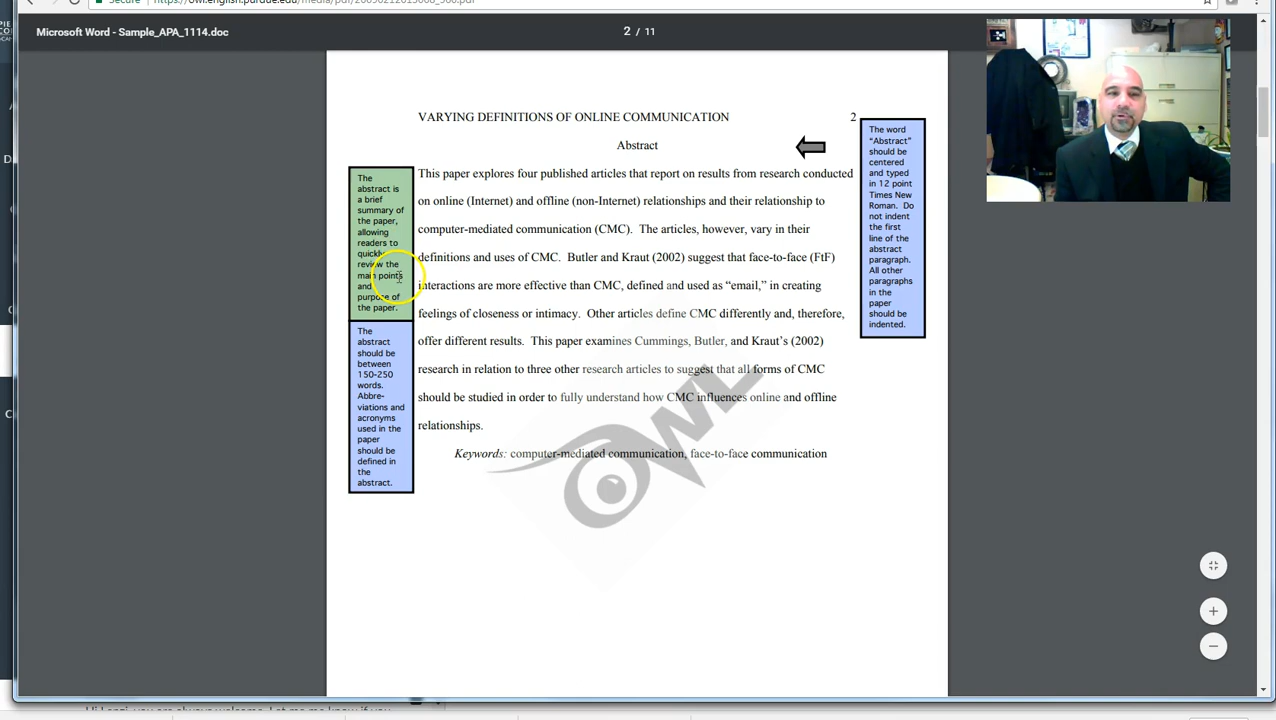 Secure
Microsoft Word - Sample_APA_1114.doc
2 / 11
VARYING DEFINITIONS OF ONLINE COMMUNICATION 2
Abstract
This paper explores four published articles that report on results from research conducted
on online (Internet) and offline (non-Internet) relationships and their relationship to
computer-mediated communication (CMC). The articles, however, vary in their
definitions and uses of CMC. Butler and Kraut (2002) suggest that face-to-face (FtF)
interactions are more effective than CMC, defined and used as “email,” in creating
feelings of closeness or intimacy. Other articles define CMC differently and, therefore,
offer different results. This paper examines Cummings, Butler, and Kraut’s (2002)
research in relation to three other research articles to suggest that all forms of CMC
should be studied in order to fully understand how CMC influences online and offline
relationships.
Keywords: computer-mediated communication, face-to-face communication
The
abstract is
a brief
summary of
the paper,
allowing
readers to
quickly
review the
main points
and
purpose of
the paper.
The
abstract
should be
between
150-250
words.
Abbre-
viations and
acronyms
used in the
paper
should be
defined in
the
abstract.
The word
“Abstract”
should be
centered
and typed
in 12 point
Times New
Roman. Do
not indent
the first
line of the
abstract
paragraph.
All other
paragraphs
in the
paper
should be
indented.
OWL